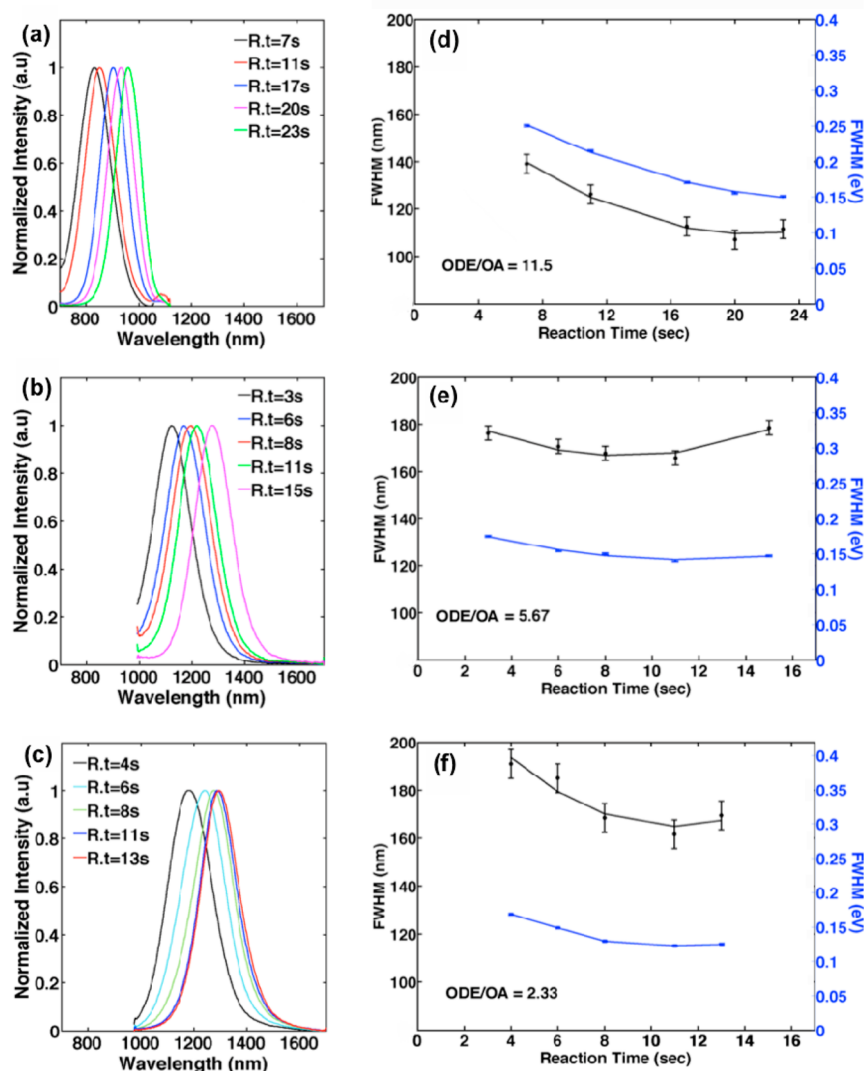 (a)
R.t=7s
R.t=11s
R.t=17s
R.t=20s
R.t=23s
Normalized Intensity (a.u)
1
0.8
0.6
0.4
0.2
0
800 1000 1200 1400 1600
Wavelength (nm)
(d)
200
180
160
140
120
100
FWHM (nm)
0.4
0.35
0.3
0.25
0.2
0.15
0.1
0.05
0
FWHM (eV)
ODE/OA = 11.5
0 4 8 12 16 20 24
Reaction Time (sec)
(b)
R.t=3s
R.t=6s
R.t=8s
R.t=11s
R.t=15s
Normalized Intensity (a.u)
1
0.8
0.6
0.4
0.2
0
800 1000 1200 1400 1600
Wavelength (nm)
(e)
200
180
160
140
120
100
FWHM (nm)
0.4
0.35
0.3
0.25
0.2
0.15
0.1
0.05
0
FWHM (eV)
ODE/OA = 5.67
0 2 4 6 8 10 12 14 16
Reaction Time (sec)
(c)
R.t=4s
R.t=6s
R.t=8s
R.t=11s
R.t=13s
Normalized Intensity (a.u)
1
0.8
0.6
0.4
0.2
0
800 1000 1200 1400 1600
Wavelength (nm)
(f)
200
180
160
140
120
100
FWHM (nm)
0.4
0.35
0.3
0.25
0.2
0.15
0.1
0.05
0
FWHM (eV)
ODE/OA = 2.33
0 2 4 6 8 10 12 14 16
Reaction Time (sec)